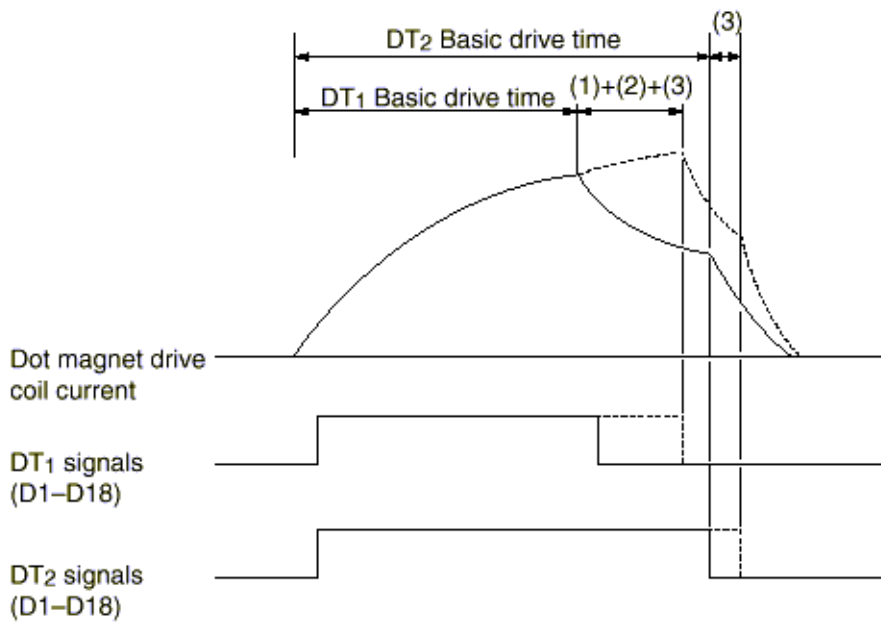 (3)
DT2 Basic drive time
(1)+(2)+(3)
DT1 Basic drive time
Dot magnet drive
coil current
DT1 signals
(D1–D18)
DT2 signals
(D1–D18)